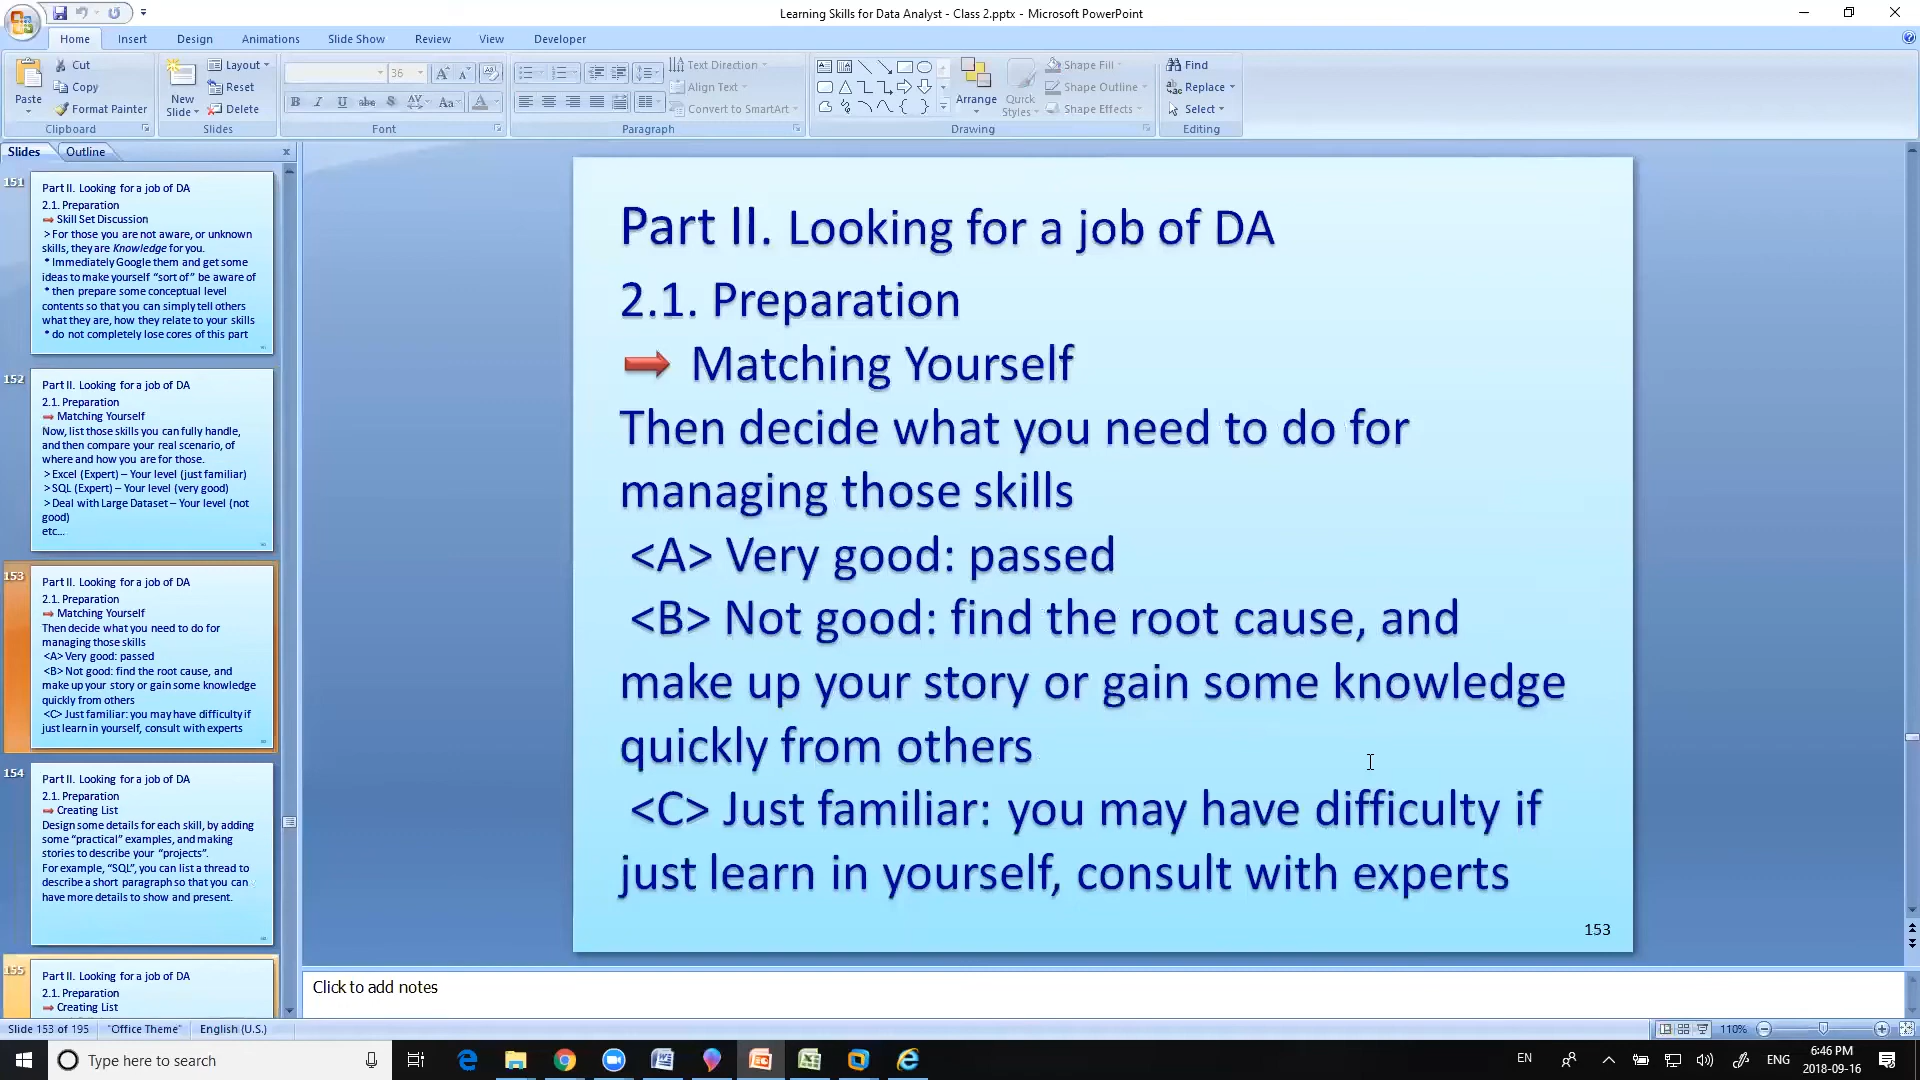 Learning Skills for Data Analyst - Class 2.pptx - Microsoft PowerPoint
Home Insert Design Animations Slide Show Review View Developer
Paste
Cut
Copy
Format Painter
Clipboard
New Slide
Layout
Reset
Delete
Slides
36
B I U abc S AV Aa A
Font
Text Direction
Align Text
Convert to SmartArt
Paragraph
Arrange
Quick Styles
Shape Fill
Shape Outline
Shape Effects
Drawing
Find
Replace
Select
Editing
Slides Outline
151
Part II. Looking for a job of DA
2.1. Preparation
Skill Set Discussion
> For those you are not aware, or unknown
skills, they are Knowledge for you.
* Immediately Google them and get some
ideas to make yourself “sort of” be aware of
* then prepare some conceptual level
contents so that you can simply tell others
what they are, how they relate to your skills
* do not completely lose cores of this part
152
Part II. Looking for a job of DA
2.1. Preparation
Matching Yourself
Now, list those skills you can fully handle,
and then compare your real scenario, of
where and how you are for those.
> Excel (Expert) – Your level (just familiar)
> SQL (Expert) – Your level (very good)
> Deal with Large Dataset – Your level (not
good)
etc...
153
Part II. Looking for a job of DA
2.1. Preparation
Matching Yourself
Then decide what you need to do for
managing those skills
<A> Very good: passed
<B> Not good: find the root cause, and
make up your story or gain some knowledge
quickly from others
<C> Just familiar: you may have difficulty if
just learn in yourself, consult with experts
154
Part II. Looking for a job of DA
2.1. Preparation
Creating List
Design some details for each skill, by adding
some “practical” examples, and making
stories to describe your “projects”.
For example, “SQL”, you can list a thread to
describe a short paragraph so that you can
have more details to show and present.
155
Part II. Looking for a job of DA
2.1. Preparation
Creating List
Part II. Looking for a job of DA
2.1. Preparation
Matching Yourself
Then decide what you need to do for
managing those skills
<A> Very good: passed
<B> Not good: find the root cause, and
make up your story or gain some knowledge
quickly from others
<C> Just familiar: you may have difficulty if
just learn in yourself, consult with experts
153
Click to add notes
Slide 153 of 195 "Office Theme" English (U.S.) 110%
Type here to search
EN ENG 6:46 PM
2018-09-16